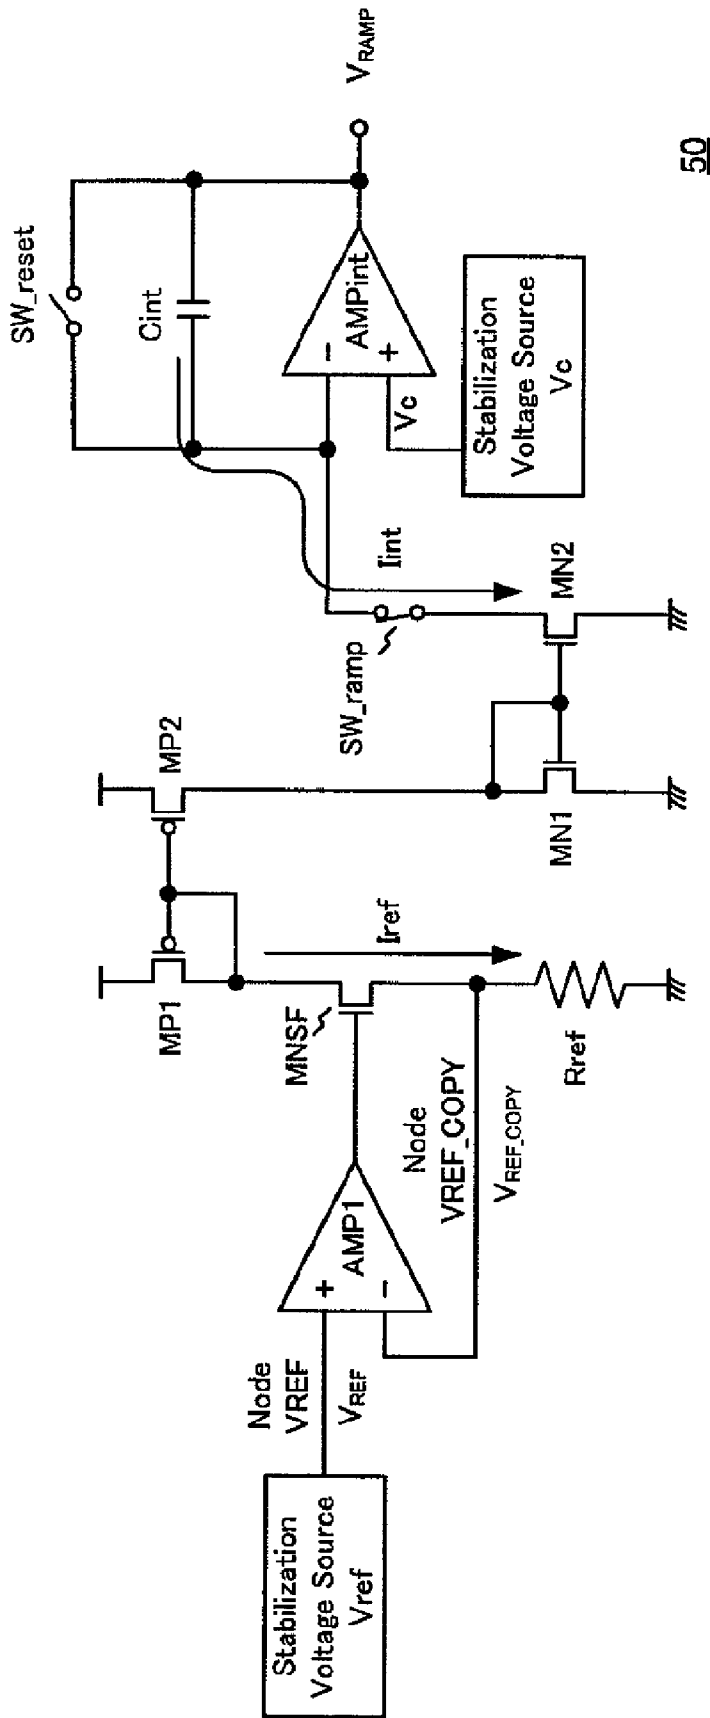 Stabilization
Voltage Source
Vref
Node
VREF
VREF
+
-
AMP1
Node
VREF_COPY
VREF_COPY
MNSF
MP1
MP2
Iref
Rref
MN1
MN2
SW_ramp
Iint
SW_reset
Cint
-
+
AMPint
Vc
Stabilization
Voltage Source
Vc
VRAMP
50